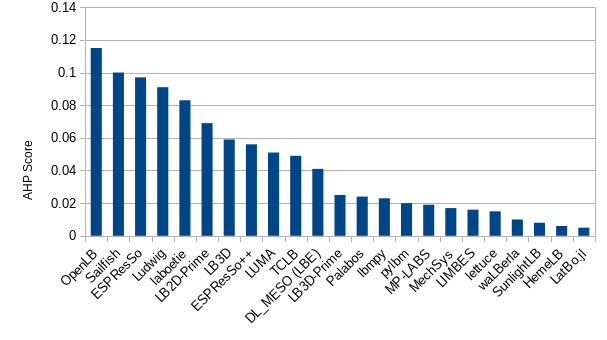 0.14
0.12
0.1
0.08
0.06
0.04
0.02
0
AHP Score
OpenLB
Sailfish
ESPResSo
Ludwig
laboetie
LB2D-Prime
LB3D
ESPResSo++
LUMA
TCLB
DL_MESO (LBE)
LB3D-Prime
Palabos
lbmpy
pylbm
MP-LABS
MechSys
LIMBES
lettuce
waLBerla
SunlightLB
HemeLB
LatBo.jl